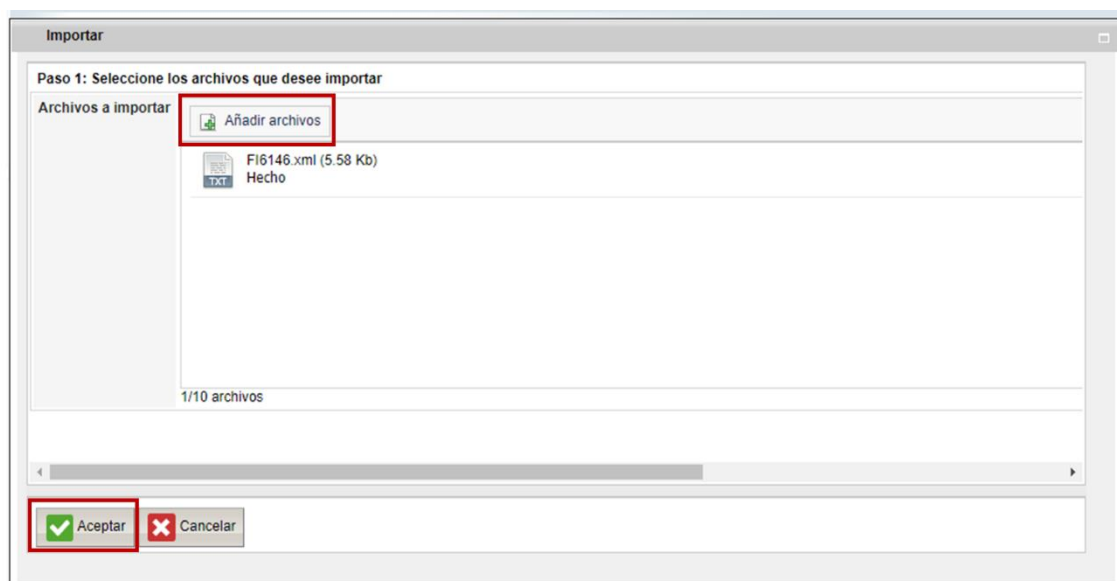 Importar
Paso 1: Seleccione los archivos que desee importar
Archivos a importar
Añadir archivos
FI6146.xml (5.58 Kb)
TXT
Hecho
1/10 archivos
Aceptar
Cancelar